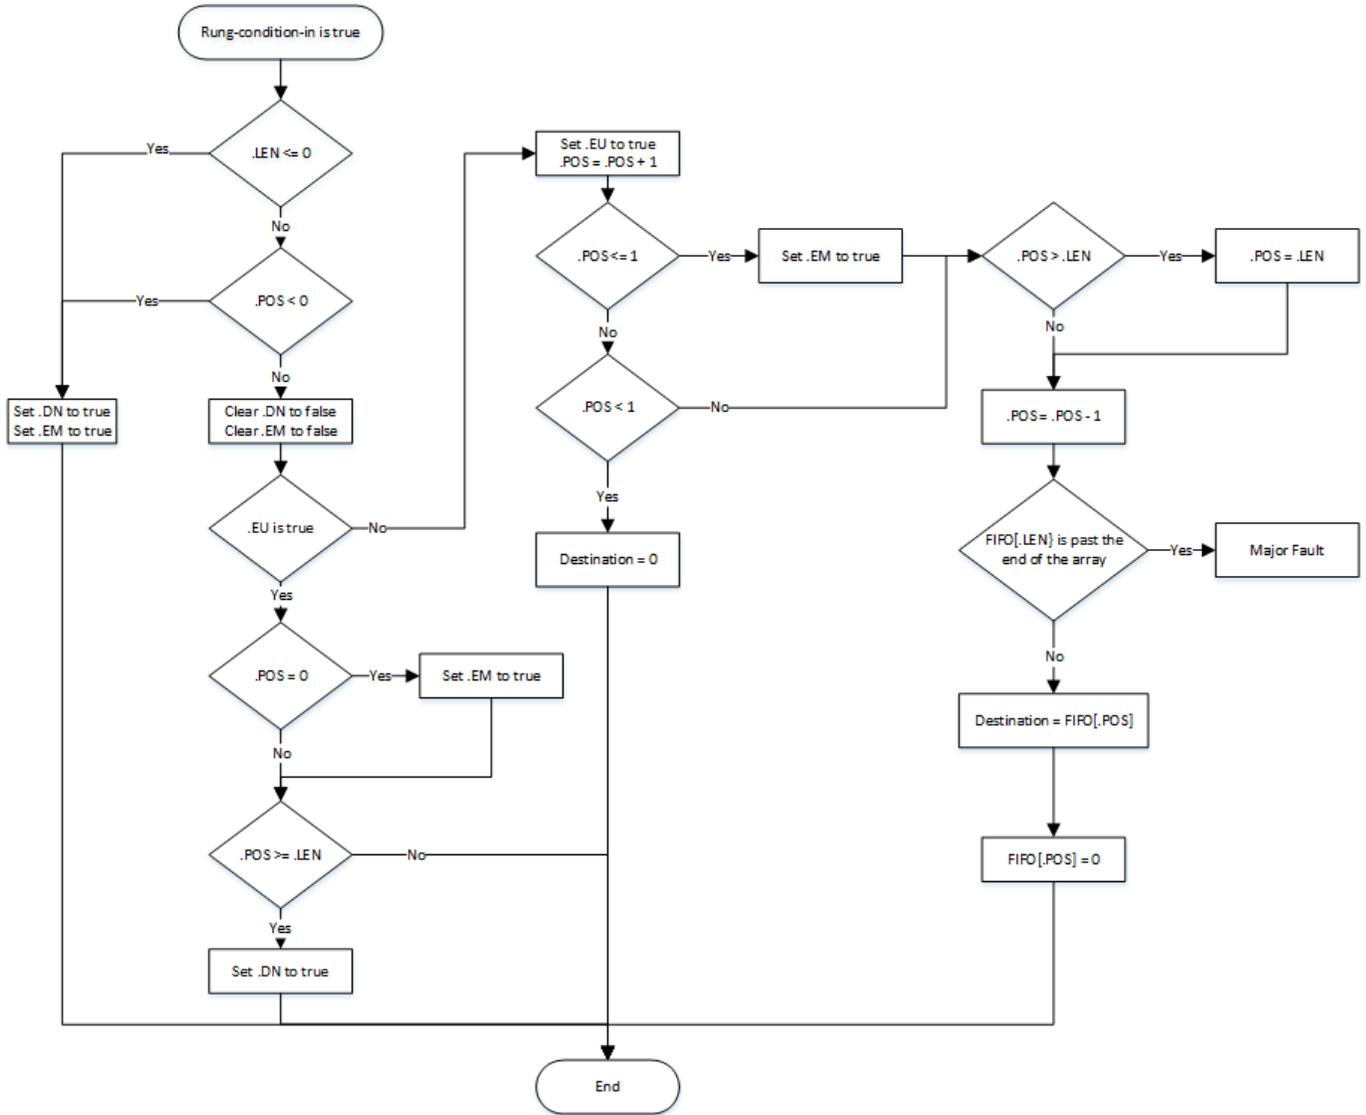 Rung-condition-in is true
.LEN <= 0
Yes
No
.POS < 0
Yes
No
Set .DN to true
Set .EM to true
Clear .DN to false
Clear .EM to false
.EU is true
No
Yes
.POS = 0
Yes
Set .EM to true
No
.POS >= .LEN
No
Yes
Set .DN to true
Set .EU to true
.POS = .POS + 1
.POS <= 1
Yes
Set .EM to true
No
.POS < 1
No
Yes
Destination = 0
.POS > .LEN
Yes
.POS = .LEN
No
.POS = .POS - 1
FIFO[.LEN} is past the
end of the array
Yes
Major Fault
No
Destination = FIFO[.POS]
FIFO[.POS] = 0
End